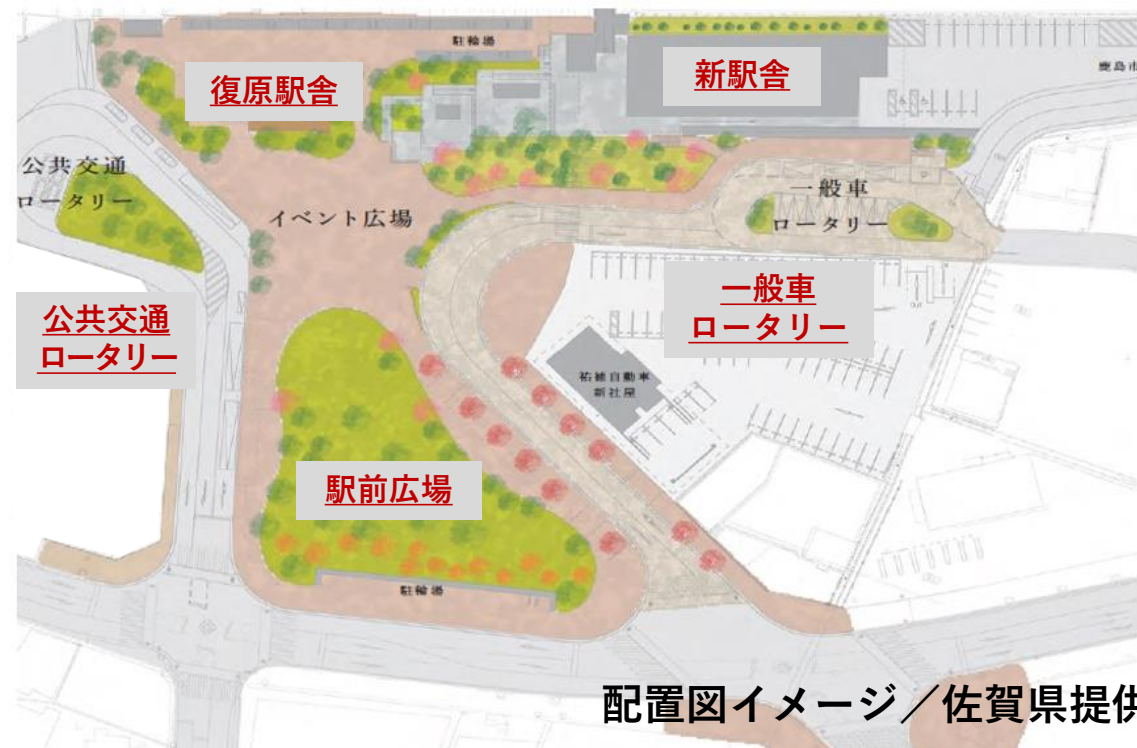 駐輪場
復原駅舎
新駅舎
鹿島市
公共交通
ロータリー
イベント広場
一般車
ロータリー
公共交通
ロータリー
一般車
ロータリー
祐徳自動車
新社屋
駅前広場
駐輪場
配置図イメージ／佐賀県提供